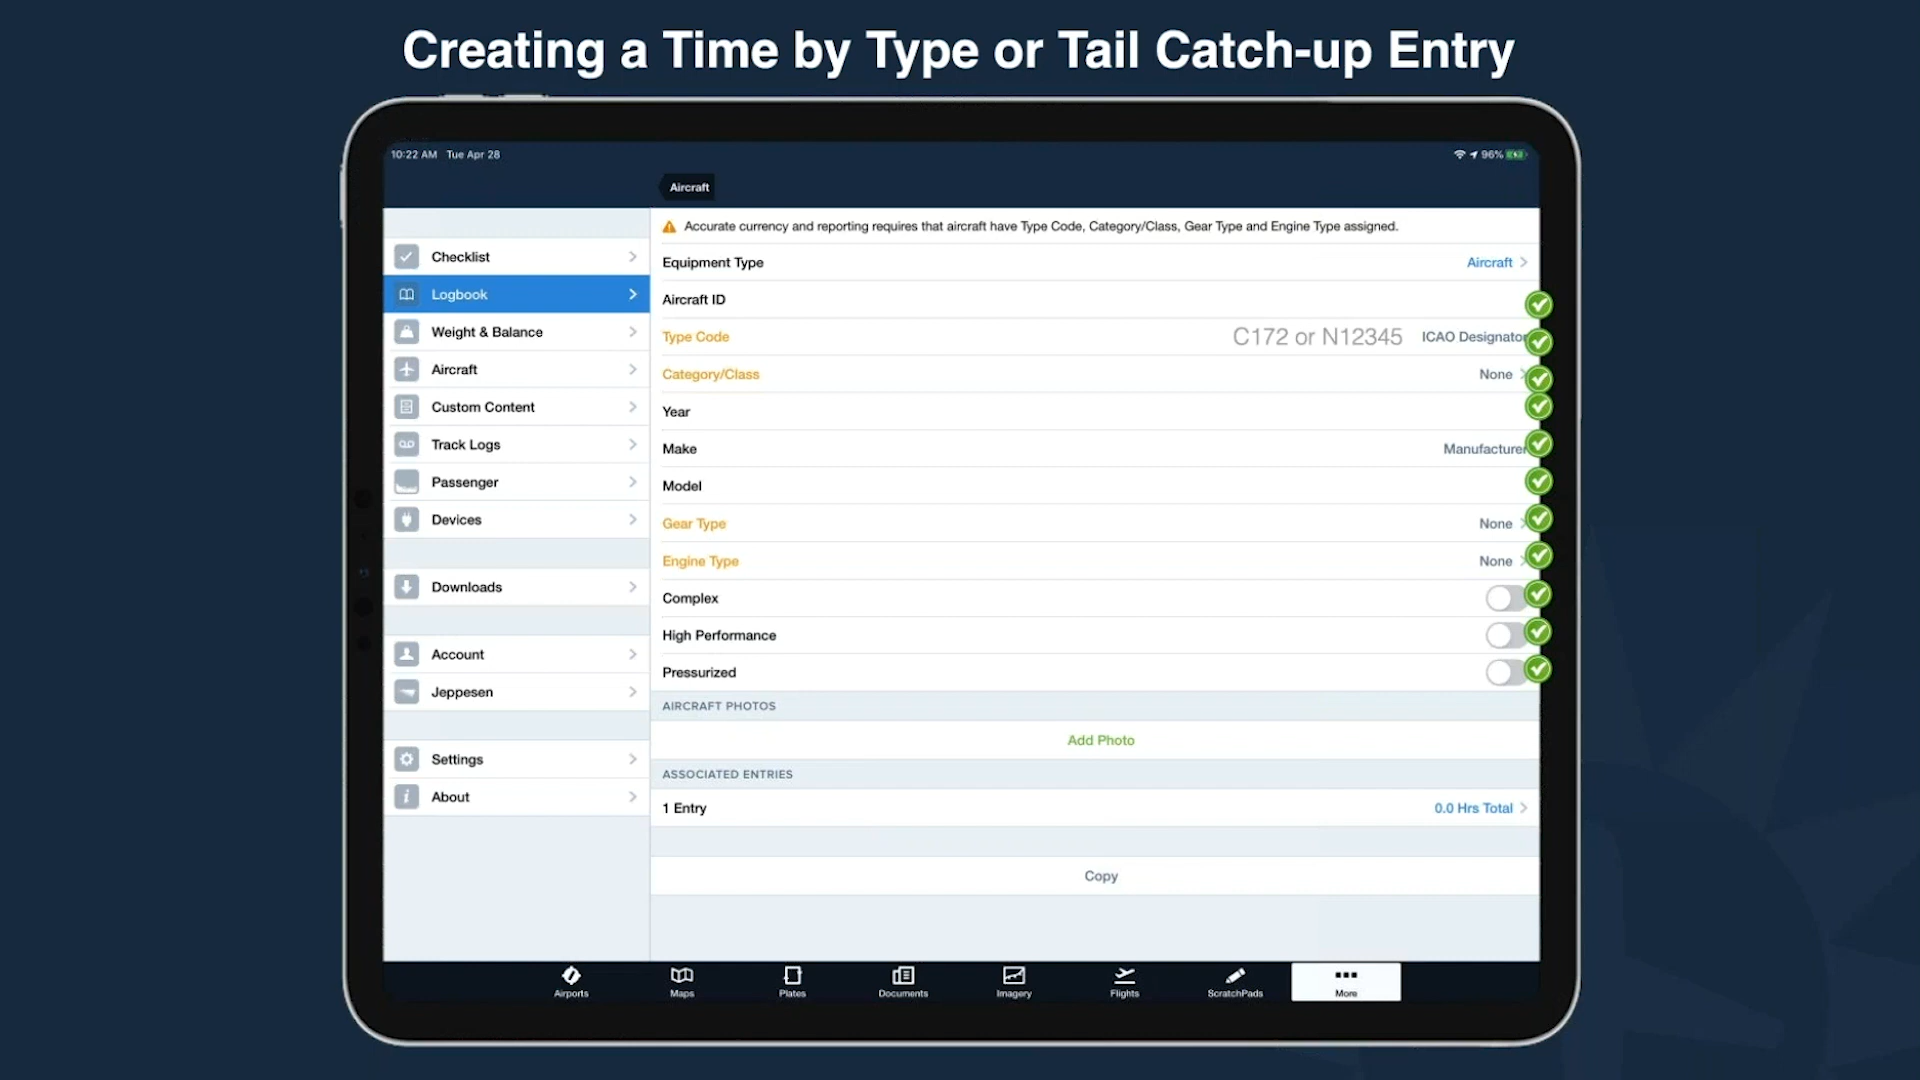 Creating a Time by Type or Tail Catch-up Entry
10:22 AM Tue Apr 28
96%
Aircraft
Accurate currency and reporting requires that aircraft have Type Code, Category/Class, Gear Type and Engine Type assigned.
Checklist
Logbook
Weight & Balance
Aircraft
Custom Content
Track Logs
Passenger
Devices
Downloads
Account
Jeppesen
Settings
About
Equipment Type Aircraft
Aircraft ID
Type Code C172 or N12345 ICAO Designator
Category/Class None
Year
Make Manufacturer
Model
Gear Type None
Engine Type None
Complex
High Performance
Pressurized
AIRCRAFT PHOTOS
Add Photo
ASSOCIATED ENTRIES
1 Entry 0.0 Hrs Total
Copy
Airports Maps Plates Documents Imagery Flights ScratchPads More